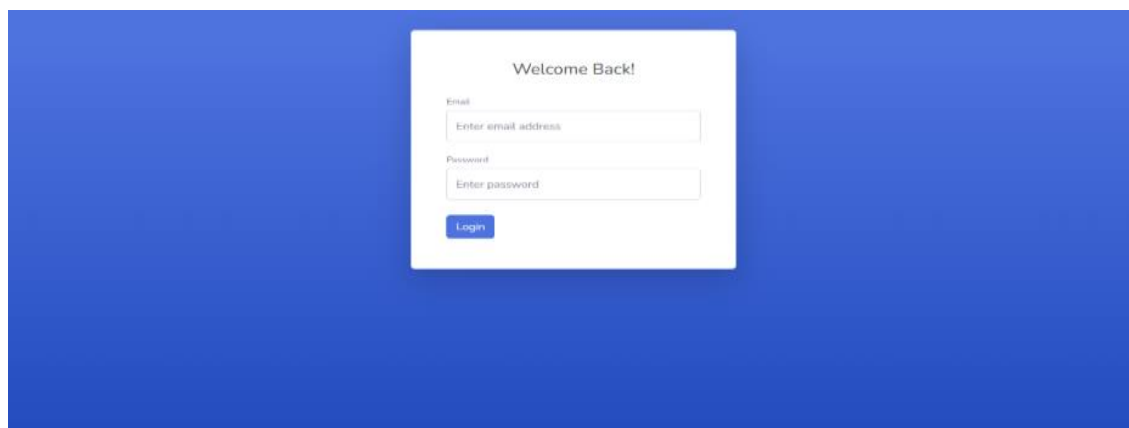 Welcome Back!
Email
Enter email address
Password
Enter password
Login